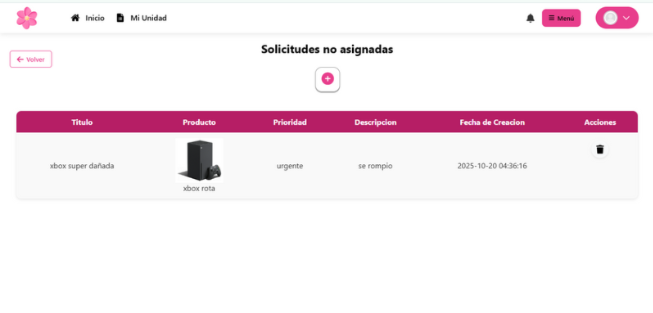 Inicio Mi Unidad Menú
Solicitudes no asignadas
Volver
Titulo Producto Prioridad Descripcion Fecha de Creacion Acciones
xbox super dañada urgente se rompio 2025-10-20 04:36:16
xbox rota